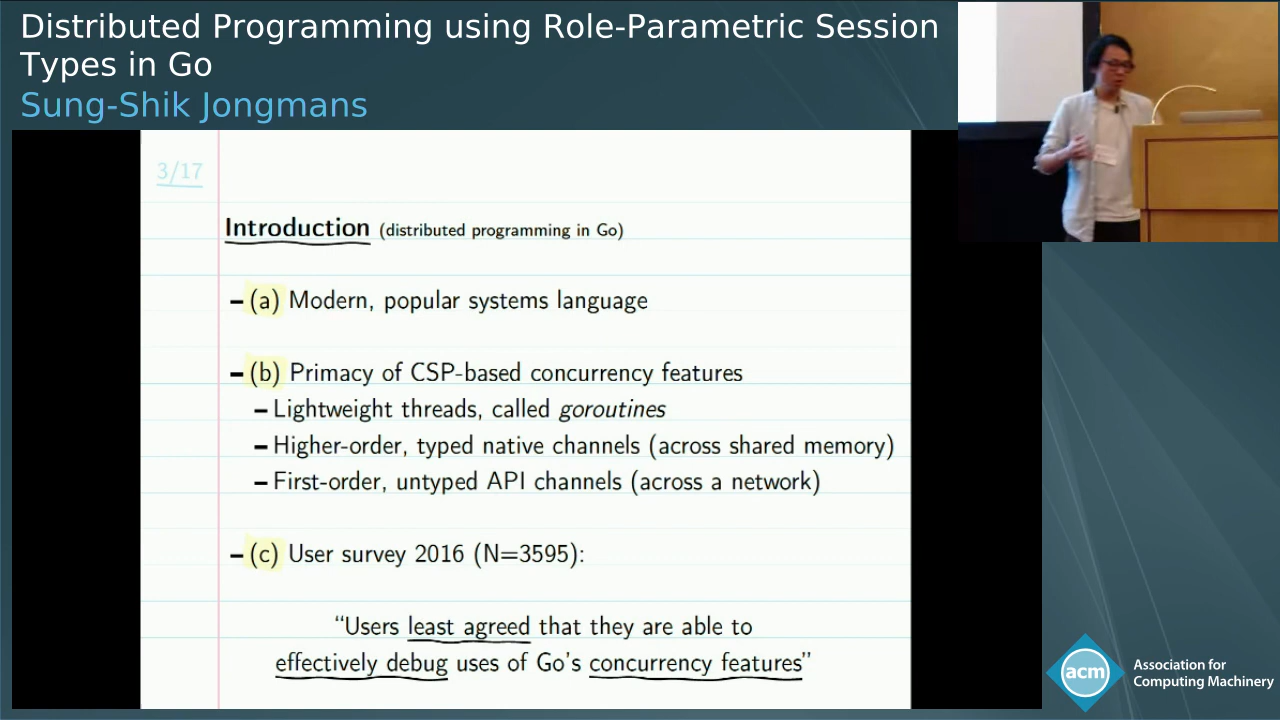 Distributed Programming using Role-Parametric Session
Types in Go
Sung-Shik Jongmans
3/17
Introduction (distributed programming in Go)
– (a) Modern, popular systems language
– (b) Primacy of CSP-based concurrency features
– Lightweight threads, called goroutines
– Higher-order, typed native channels (across shared memory)
– First-order, untyped API channels (across a network)
– (c) User survey 2016 (N=3595):
“Users least agreed that they are able to
effectively debug uses of Go’s concurrency features”
acm
Association for
Computing Machinery